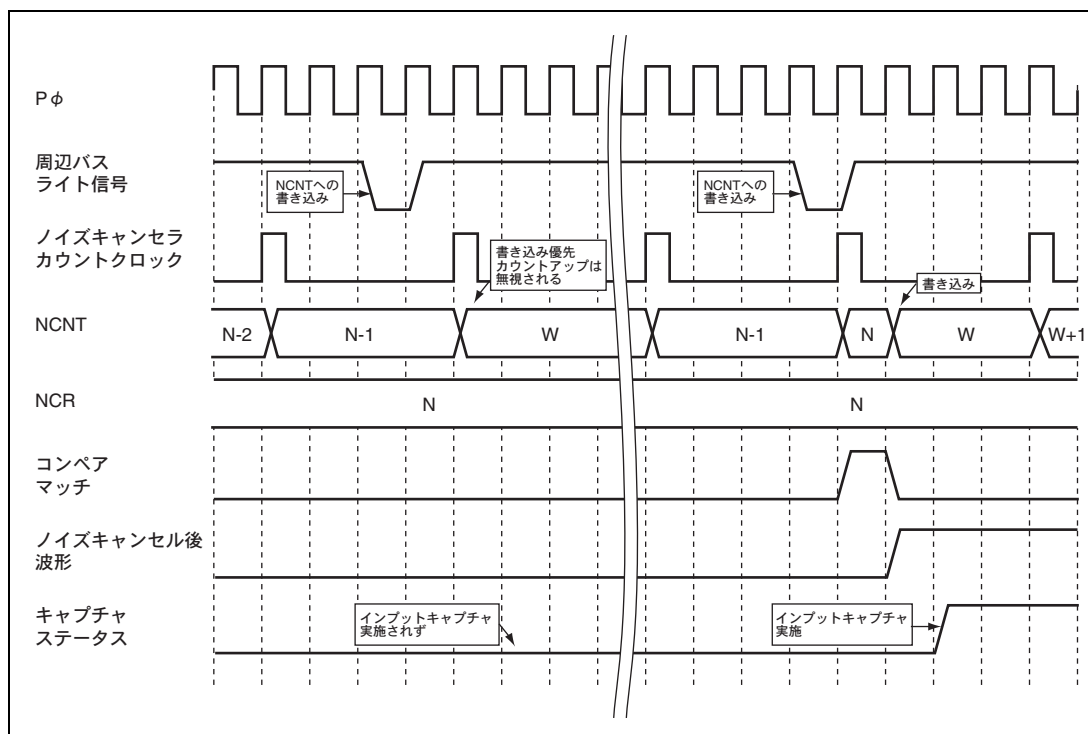 Pφ
周辺バス
ライト信号
NCNTへの
書き込み
NCNTへの
書き込み
ノイズキャンセラ
カウントクロック
書き込み優先
カウントアップは
無視される
書き込み
NCNT
N-2
N-1
W
N-1
N
W
W+1
NCR
N
N
コンペア
マッチ
ノイズキャンセル後
波形
キャプチャ
ステータス
インプットキャプチャ
実施されず
インプットキャプチャ
実施